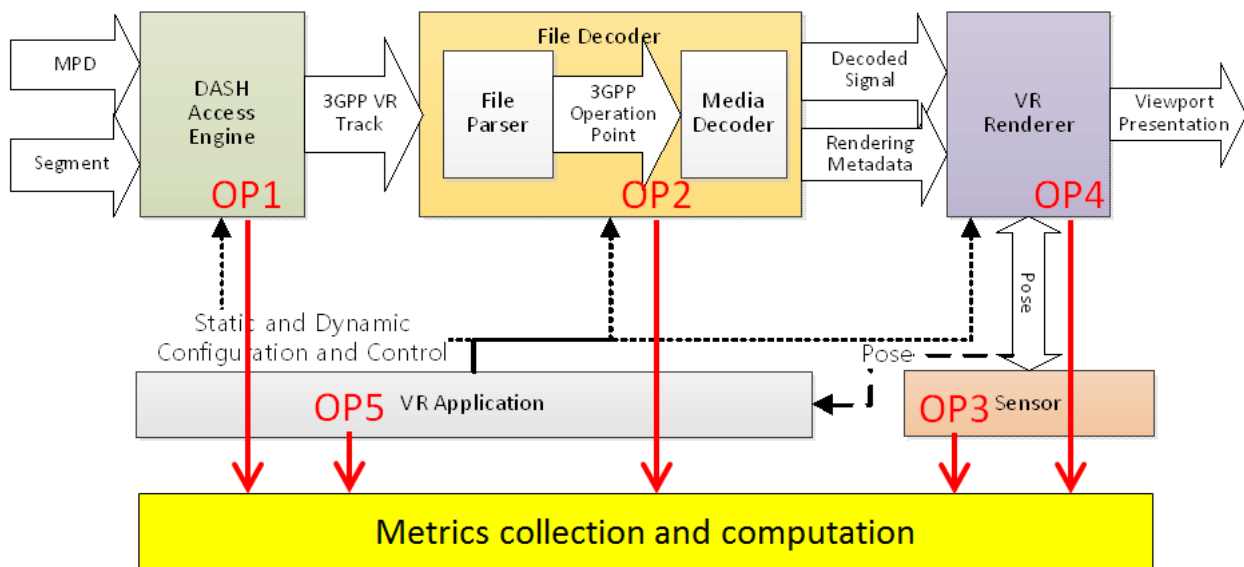 MPD
Segment
DASH
Access
Engine
OP1
3GPP VR
Track
File Decoder
File
Parser
3GPP
Operation
Point
Media
Decoder
OP2
Decoded
Signal
Rendering
Metadata
VR
Renderer
OP4
Viewport
Presentation
Static and Dynamic
Configuration and Control
Pose
Pose
OP5
VR Application
OP3
Sensor
Metrics collection and computation